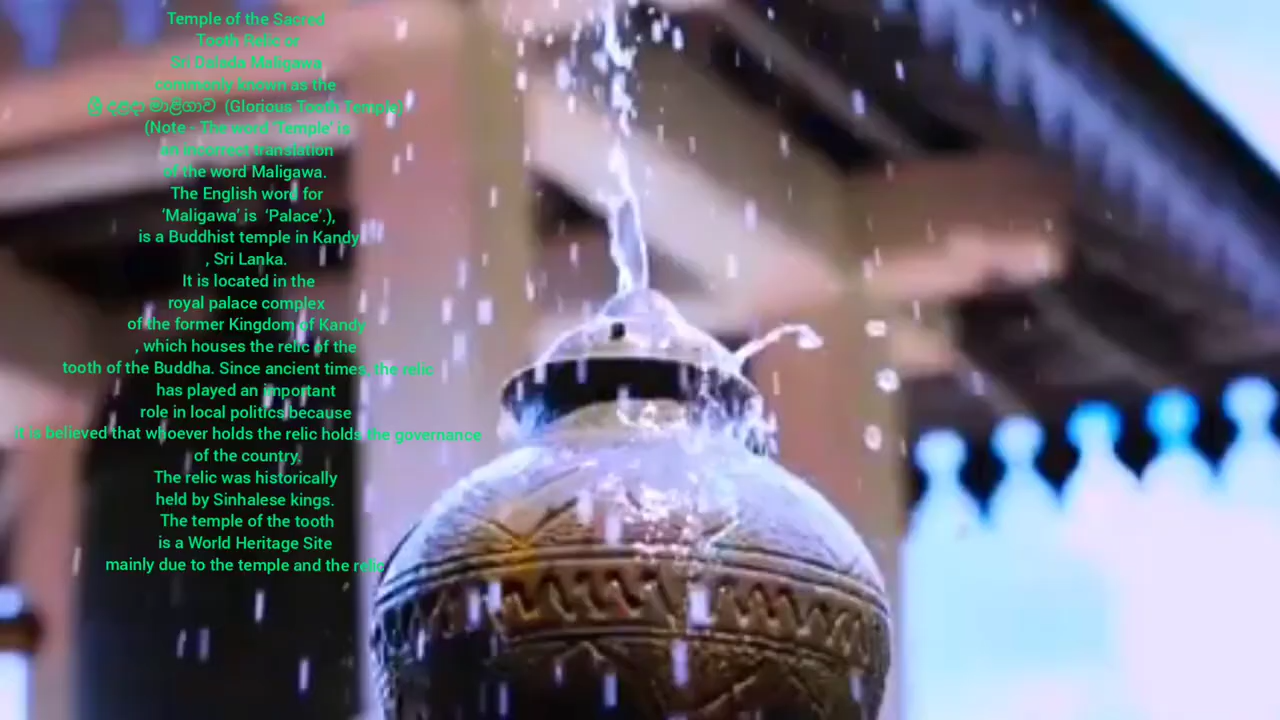 Temple of the Sacred
Tooth Relic or
Sri Dalada Maligawa
commonly known as the
ශ්‍රී දළදා මාළිගාව (Glorious Tooth Temple)
(Note - The word 'Temple' is
an incorrect translation
of the word Maligawa.
The English word for
‘Maligawa’ is ‘Palace’.),
is a Buddhist temple in Kandy
, Sri Lanka.
It is located in the
royal palace complex
of the former Kingdom of Kandy
, which houses the relic of the
tooth of the Buddha. Since ancient times, the relic
has played an important
role in local politics because
it is believed that whoever holds the relic holds the governance
of the country.
The relic was historically
held by Sinhalese kings.
The temple of the tooth
is a World Heritage Site
mainly due to the temple and the relic